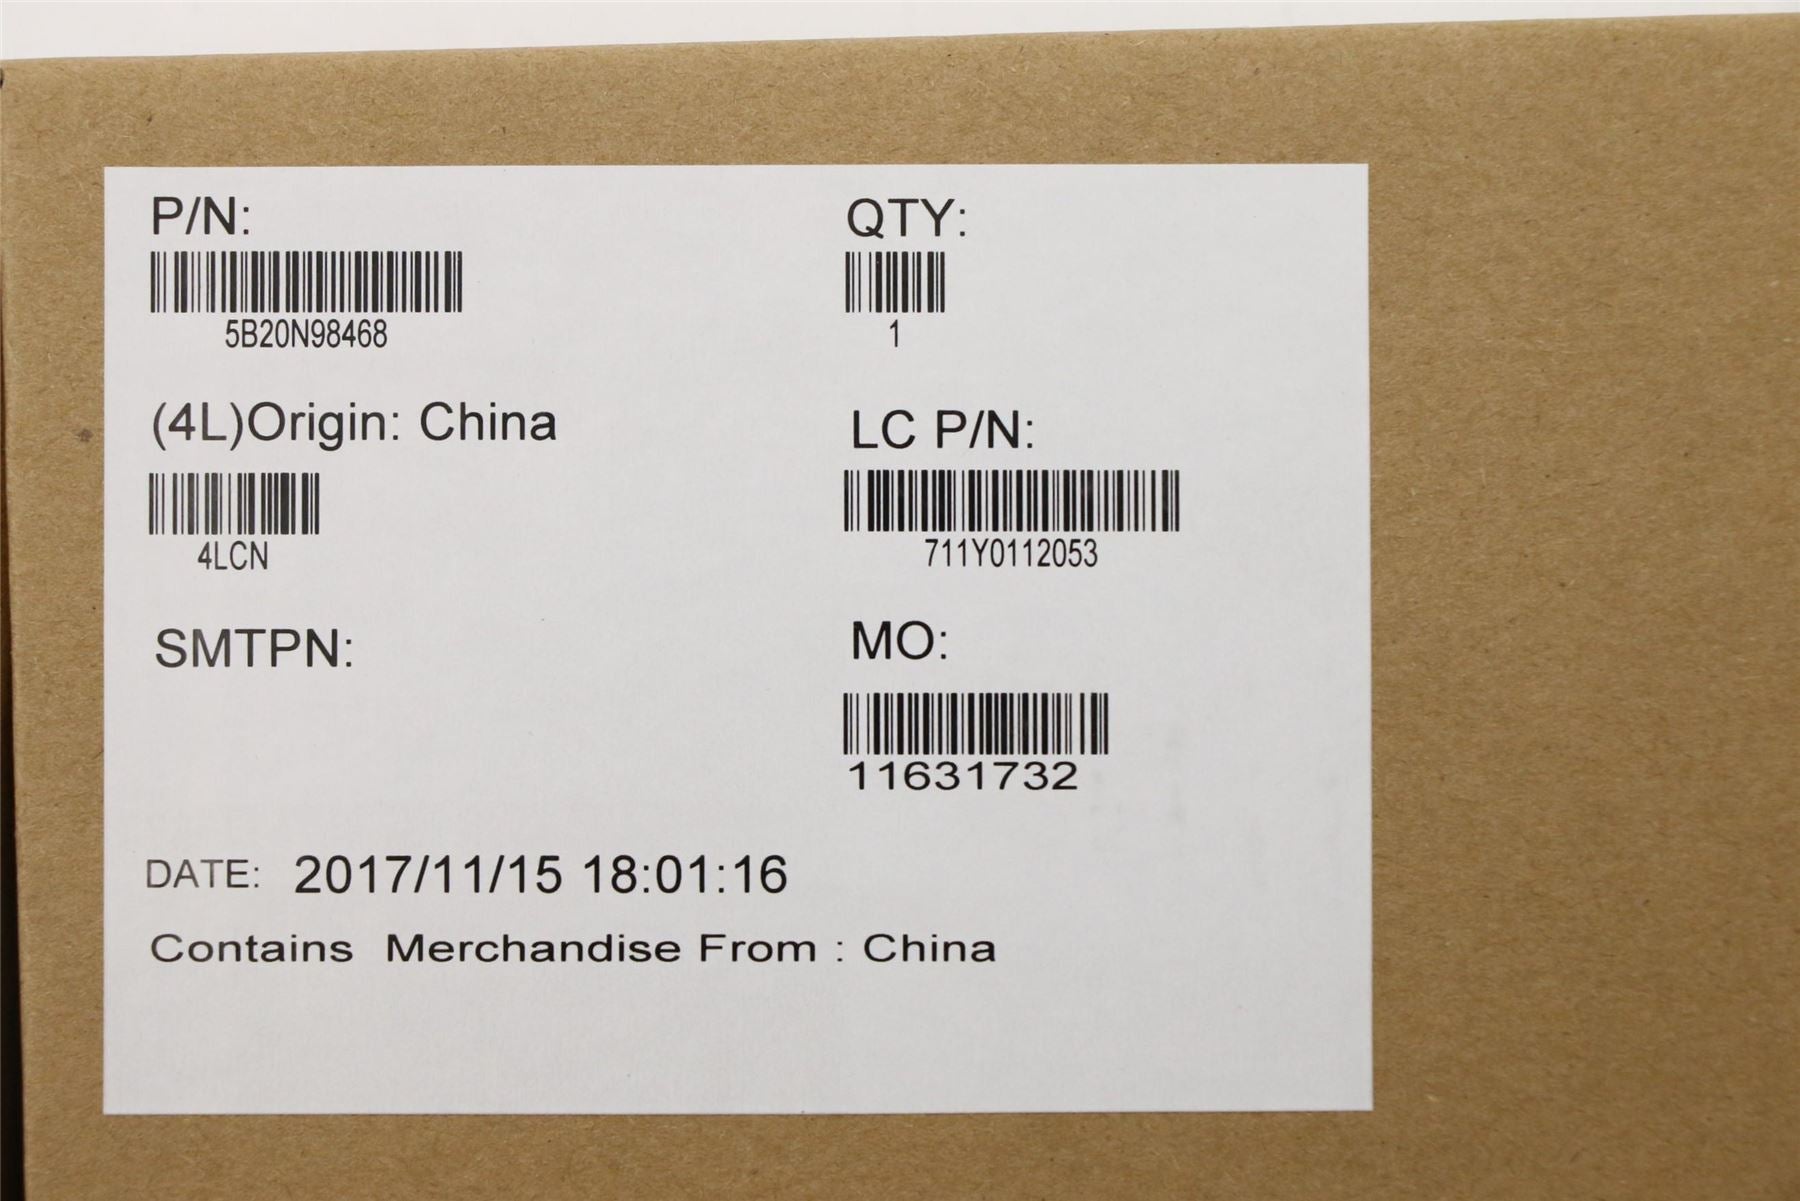 P/N:
5B20N98468
QTY:
1
(4L)Origin: China
4LCN
LC P/N:
711Y0112053
SMTPN:
MO:
11631732
DATE: 2017/11/15 18:01:16
Contains Merchandise From : China